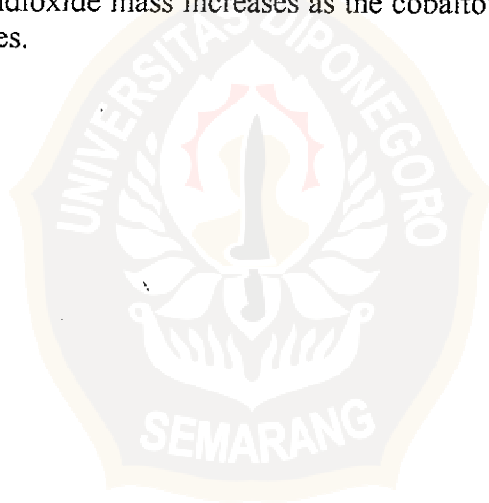 dioxide mass increases as the cobalto
es.
UNIVERSITAS DIPONEGORO
SEMARANG